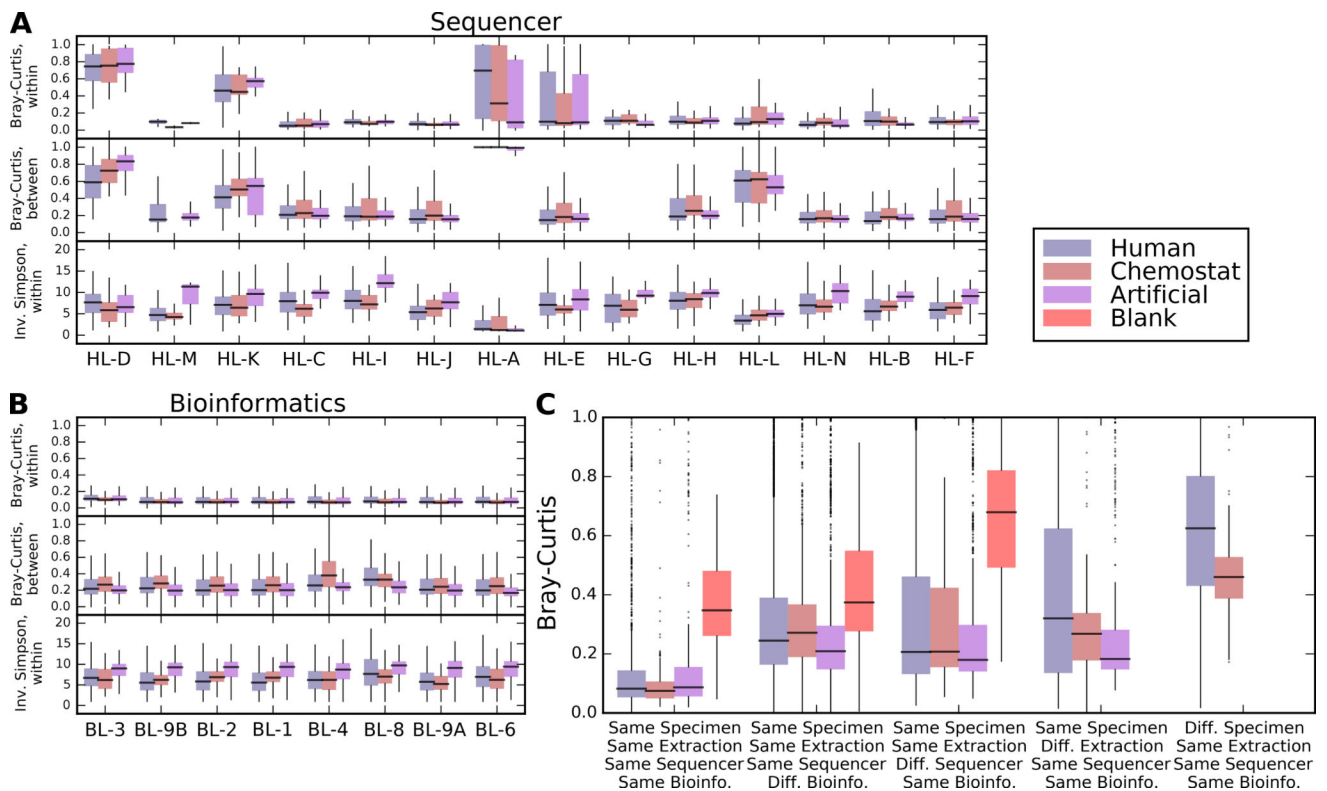 A
Sequencer
Bray-Curtis,
within
1.0
0.8
0.6
0.4
0.2
0.0
Bray-Curtis,
between
1.0
0.8
0.6
0.4
0.2
0.0
Inv. Simpson,
within
20
15
10
5
0
HL-D HL-M HL-K HL-C HL-I HL-J HL-A HL-E HL-G HL-H HL-L HL-N HL-B HL-F
Human
Chemostat
Artificial
Blank
B
Bioinformatics
Bray-Curtis,
within
1.0
0.8
0.6
0.4
0.2
0.0
Bray-Curtis,
between
1.0
0.8
0.6
0.4
0.2
0.0
Inv. Simpson,
within
20
15
10
5
0
BL-3 BL-9B BL-2 BL-1 BL-4 BL-8 BL-9A BL-6
C
Bray-Curtis
1.0
0.8
0.6
0.4
0.2
0.0
Same Specimen
Same Extraction
Same Sequencer
Same Bioinfo.
Same Specimen
Same Extraction
Same Sequencer
Diff. Bioinfo.
Same Specimen
Same Extraction
Diff. Sequencer
Same Bioinfo.
Same Specimen
Diff. Extraction
Same Sequencer
Same Bioinfo.
Diff. Specimen
Same Extraction
Same Sequencer
Same Bioinfo.